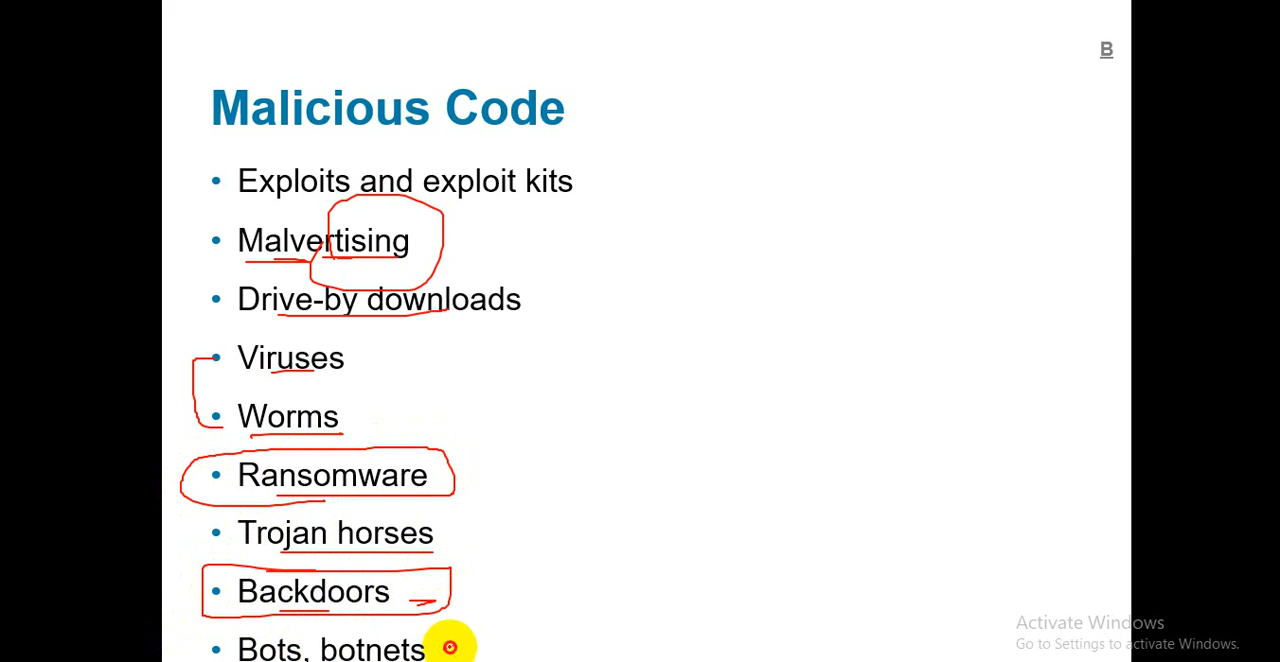 B
Malicious Code
• Exploits and exploit kits
• Malvertising
• Drive-by downloads
• Viruses
• Worms
• Ransomware
• Trojan horses
• Backdoors
• Bots, botnets
Activate Windows
Go to Settings to activate Windows.